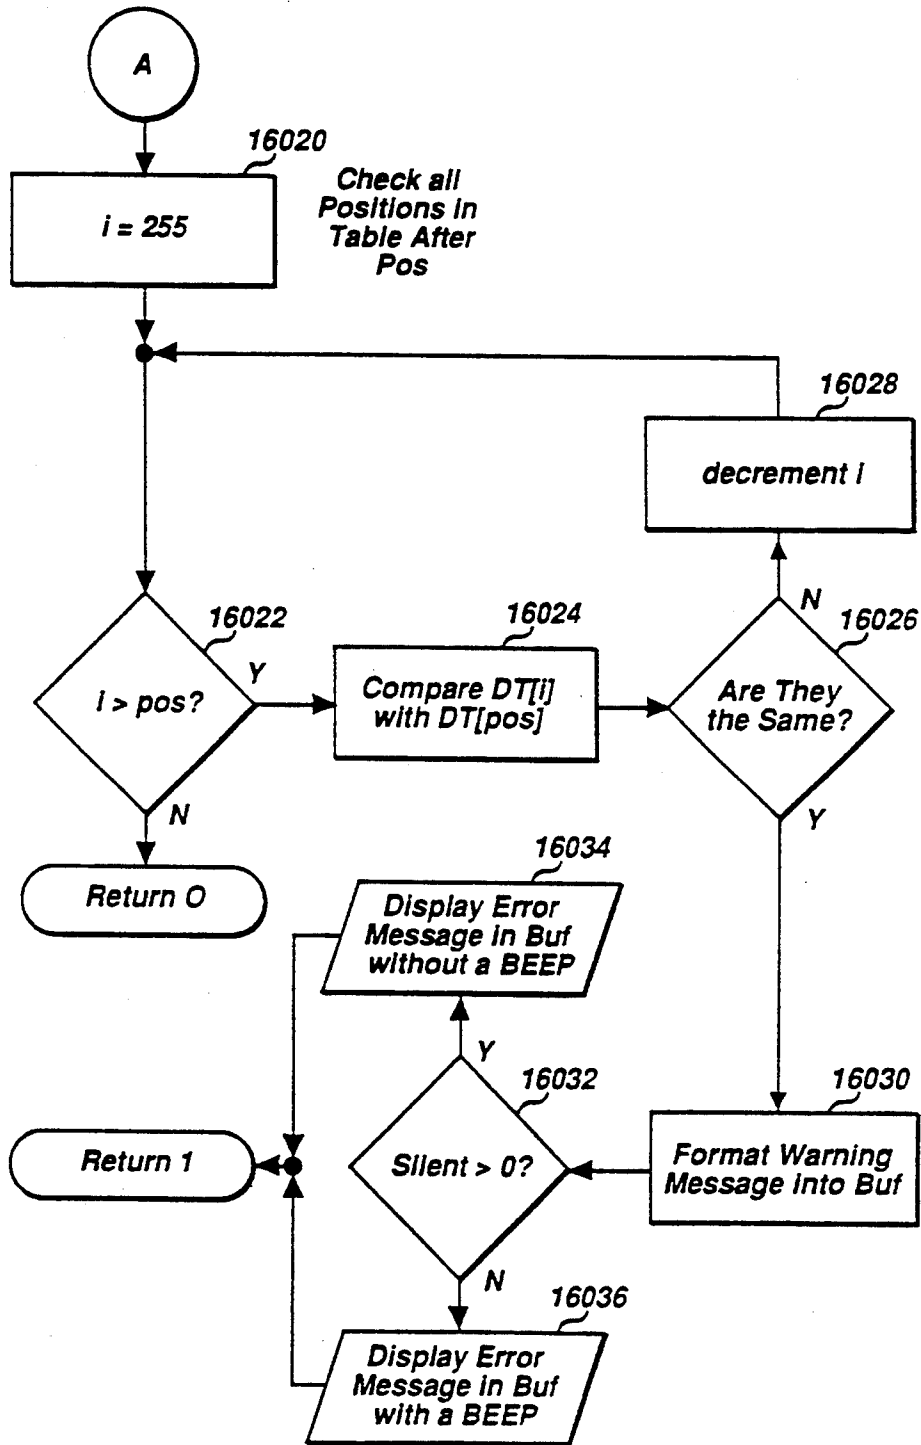 A
16020
i = 255
Check all
Positions in
Table After
Pos
16028
decrement i
16022
i > pos?
Y
N
16024
Compare DT[i]
with DT[pos]
16026
Are They
the Same?
N
Y
Return 0
16034
Display Error
Message in Buf
without a BEEP
Y
16032
Silent > 0?
N
16030
Format Warning
Message into Buf
Return 1
16036
Display Error
Message in Buf
with a BEEP